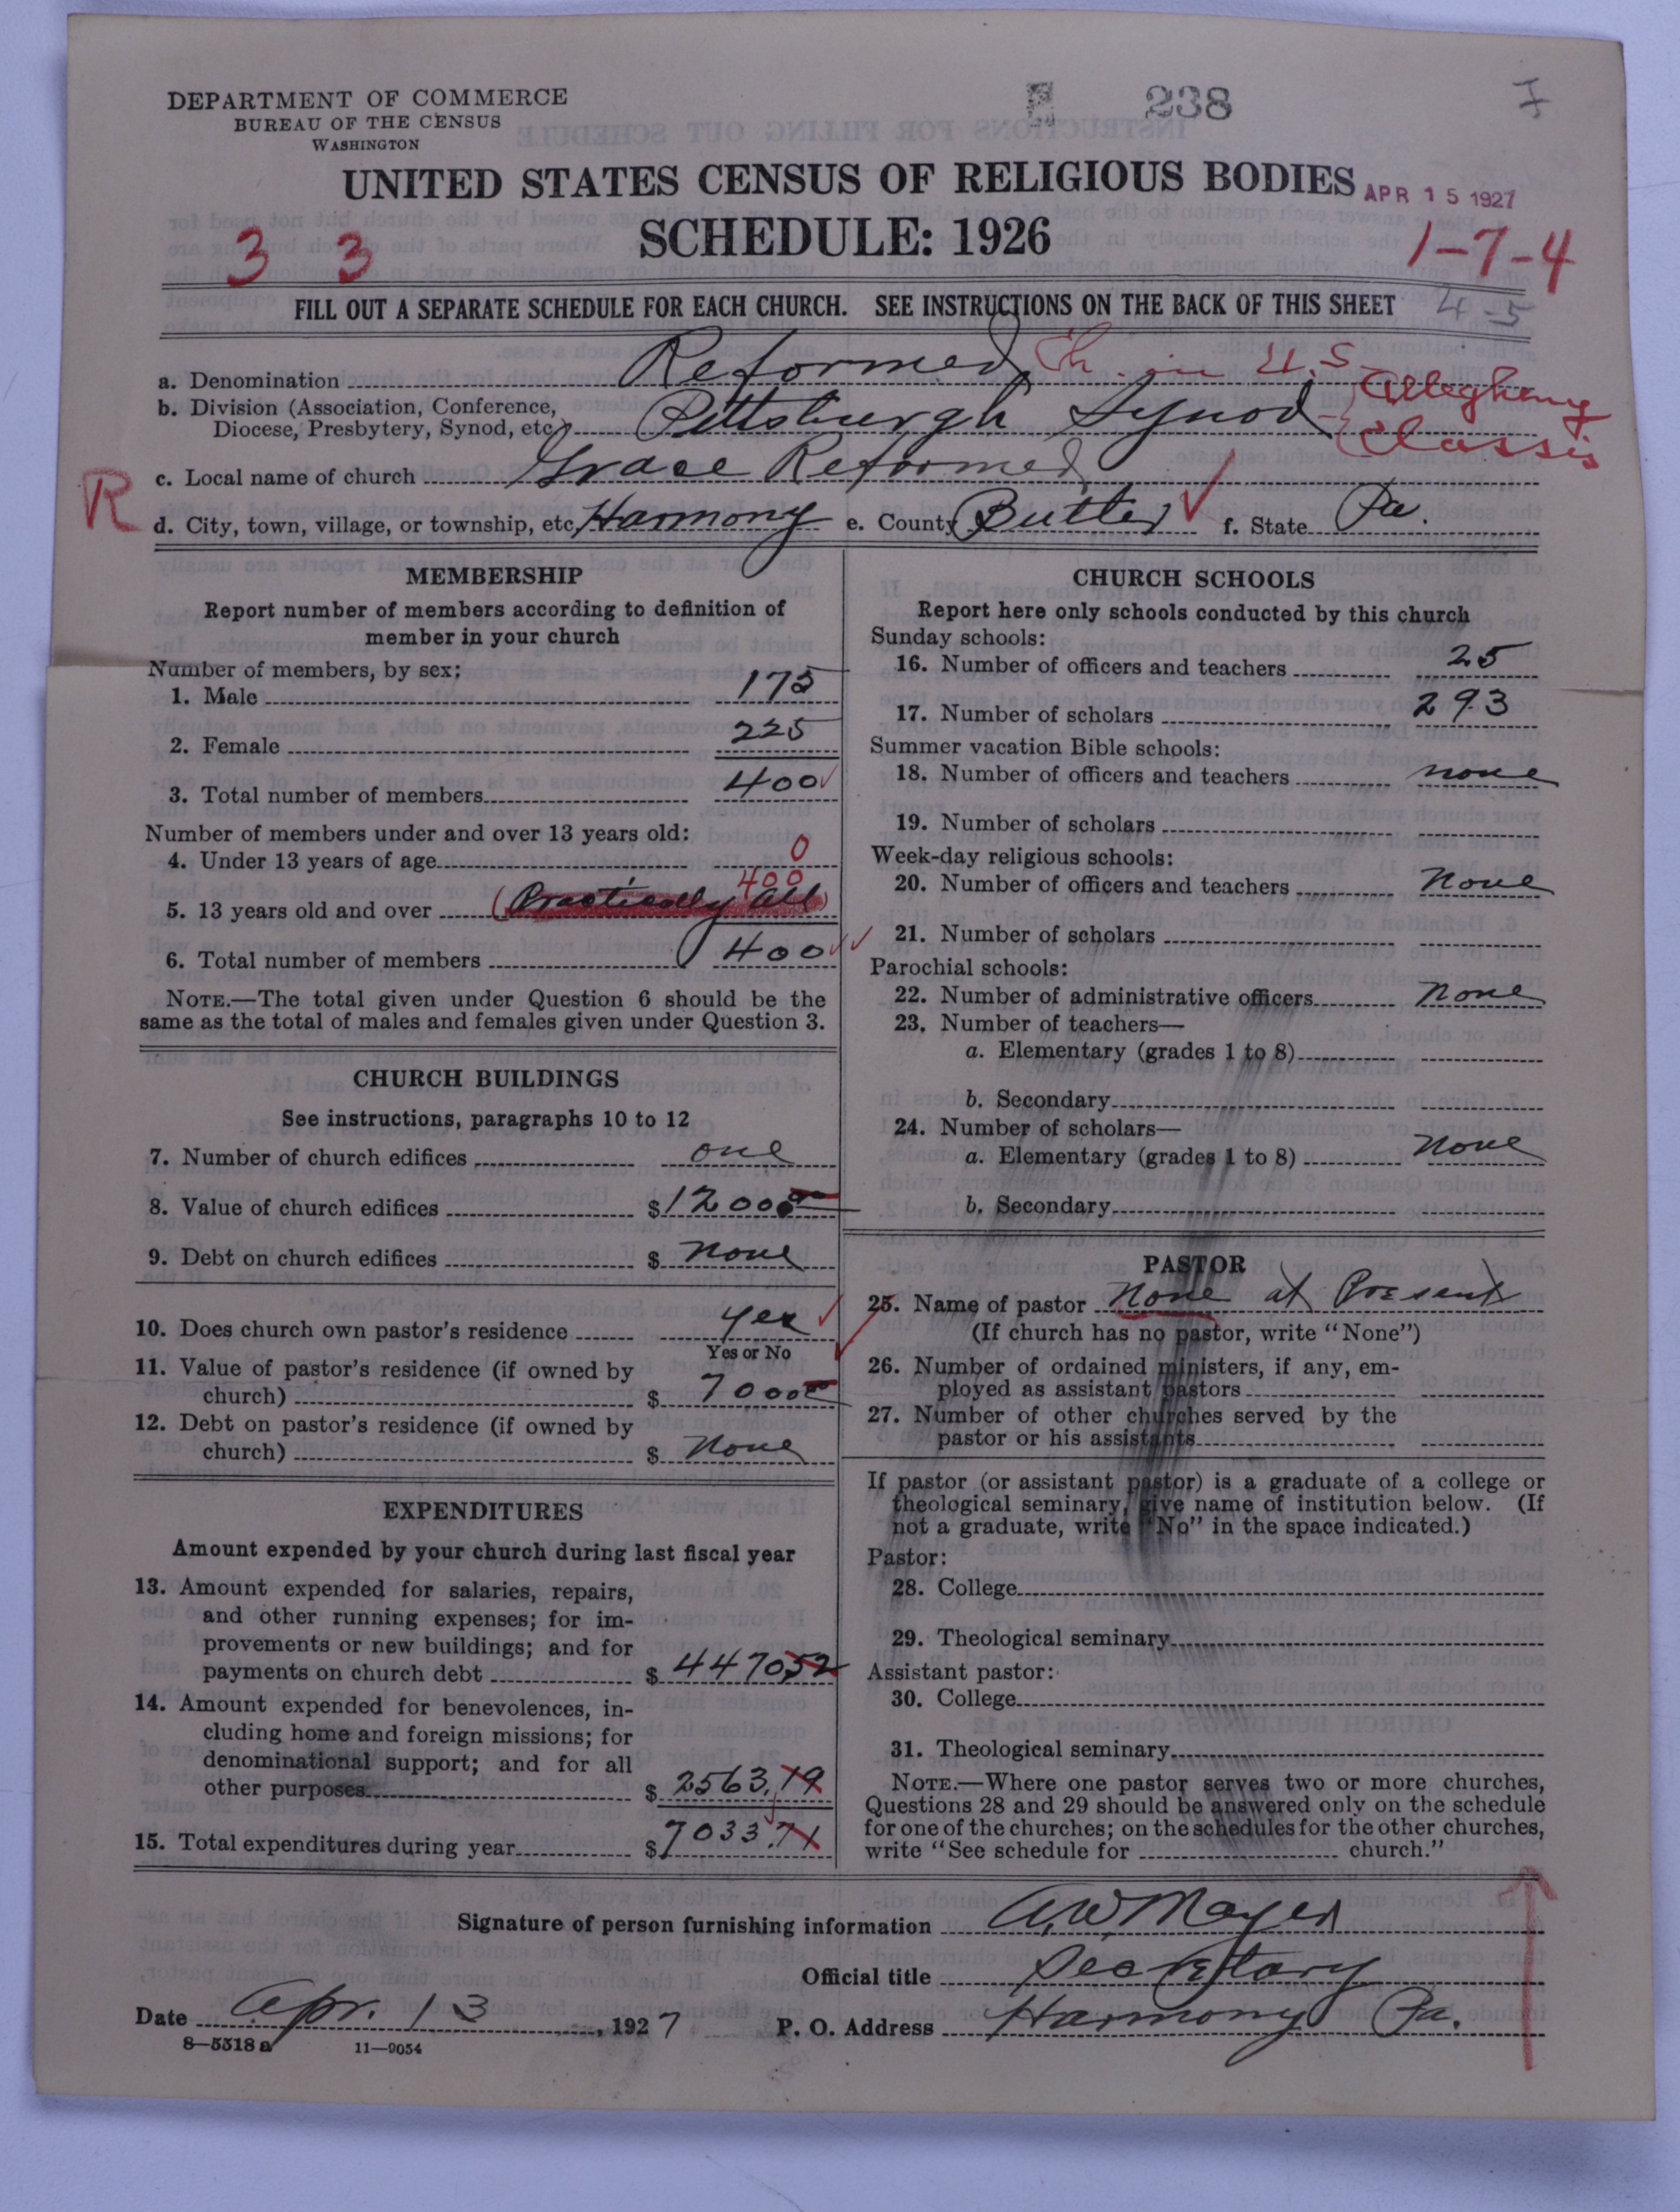 DEPARTMENT OF COMMERCE
BUREAU OF THE CENSUS
WASHINGTON
238
7
UNITED STATES CENSUS OF RELIGIOUS BODIES
APR 15 1927
SCHEDULE: 1926
3 3
1-7-4
FILL OUT A SEPARATE SCHEDULE FOR EACH CHURCH. SEE INSTRUCTIONS ON THE BACK OF THIS SHEET
4-5
a. Denomination Reformed Ch. in U.S.
b. Division (Association, Conference, Diocese, Presbytery, Synod, etc.) Pittsburgh Synod - Allegheny Classis
c. Local name of church Grace Reformed
R
d. City, town, village, or township, etc. Harmony e. County Butler f. State Pa.
MEMBERSHIP
Report number of members according to definition of
member in your church
Number of members, by sex:
1. Male 175
2. Female 225
3. Total number of members 400
Number of members under and over 13 years old:
4. Under 13 years of age 0
400
5. 13 years old and over (Practically all)
6. Total number of members 400
NOTE.—The total given under Question 6 should be the
same as the total of males and females given under Question 3.
CHURCH BUILDINGS
See instructions, paragraphs 10 to 12
7. Number of church edifices one
8. Value of church edifices $12000
9. Debt on church edifices $ none
10. Does church own pastor's residence yes
Yes or No
11. Value of pastor's residence (if owned by
church) $ 7000
12. Debt on pastor's residence (if owned by
church) $ None
EXPENDITURES
Amount expended by your church during last fiscal year
13. Amount expended for salaries, repairs,
and other running expenses; for im-
provements or new buildings; and for
payments on church debt $ 447052
14. Amount expended for benevolences, in-
cluding home and foreign missions; for
denominational support; and for all
other purposes $ 2563.19
15. Total expenditures during year $7033.71
CHURCH SCHOOLS
Report here only schools conducted by this church
Sunday schools:
16. Number of officers and teachers 25
17. Number of scholars 293
Summer vacation Bible schools:
18. Number of officers and teachers none
19. Number of scholars
Week-day religious schools:
20. Number of officers and teachers None
21. Number of scholars
Parochial schools:
22. Number of administrative officers None
23. Number of teachers—
a. Elementary (grades 1 to 8)
b. Secondary
24. Number of scholars—
a. Elementary (grades 1 to 8) None
b. Secondary
PASTOR
25. Name of pastor None at Present
(If church has no pastor, write "None")
26. Number of ordained ministers, if any, em-
ployed as assistant pastors
27. Number of other churches served by the
pastor or his assistants
If pastor (or assistant pastor) is a graduate of a college or
theological seminary, give name of institution below. (If
not a graduate, write "No" in the space indicated.)
Pastor:
28. College
29. Theological seminary
Assistant pastor:
30. College
31. Theological seminary
NOTE.—Where one pastor serves two or more churches,
Questions 28 and 29 should be answered only on the schedule
for one of the churches; on the schedules for the other churches,
write "See schedule for church."
Signature of person furnishing information A.W. Mayer
Official title Secretary
Date Apr. 13, 1927 P. O. Address Harmony Pa.
8—5318 a 11—9054